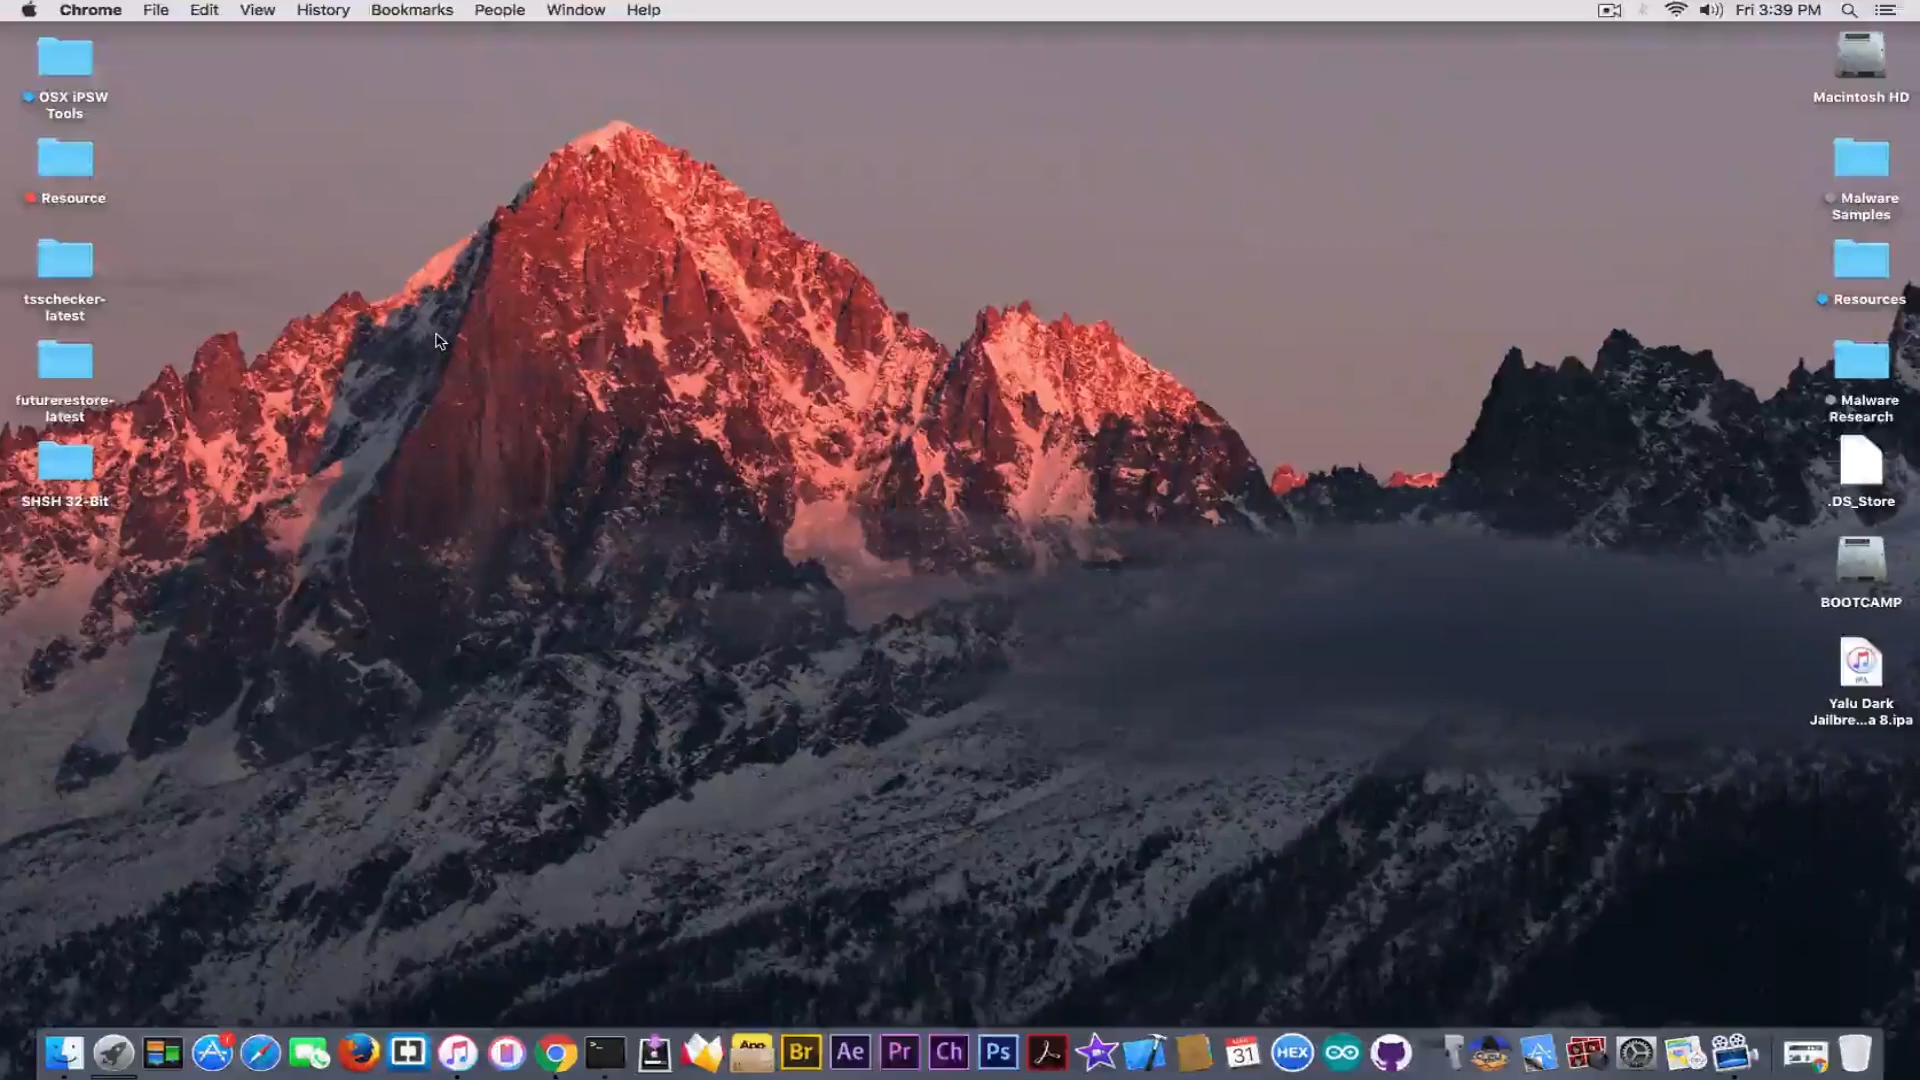 Chrome File Edit View History Bookmarks People Window Help
Fri 3:39 PM
OSX iPSW
Tools
Resource
tsschecker-
latest
futurerestore-
latest
SHSH 32-Bit
Macintosh HD
Malware
Samples
Resources
Malware
Research
.DS_Store
BOOTCAMP
IPA
Yalu Dark
Jailbre...a 8.ipa
App
Br
Ae
Pr
Ch
Ps
31
HEX